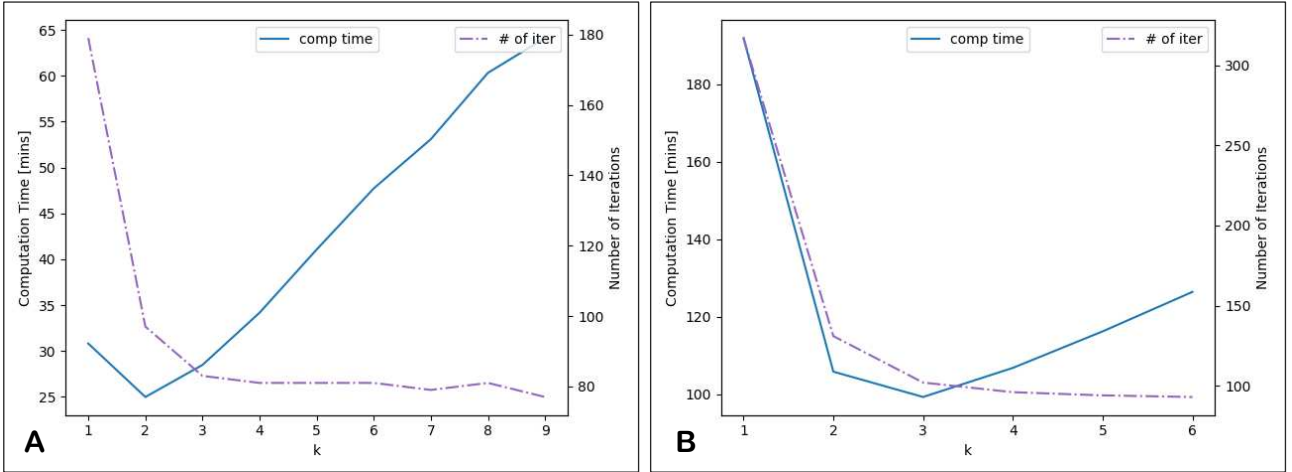 comp time
# of iter
65
60
55
50
45
40
35
30
25
Computation Time [mins]
180
160
140
120
100
80
Number of Iterations
1 2 3 4 5 6 7 8 9
k
A
comp time
# of iter
180
160
140
120
100
Computation Time [mins]
300
250
200
150
100
Number of Iterations
1 2 3 4 5 6
k
B